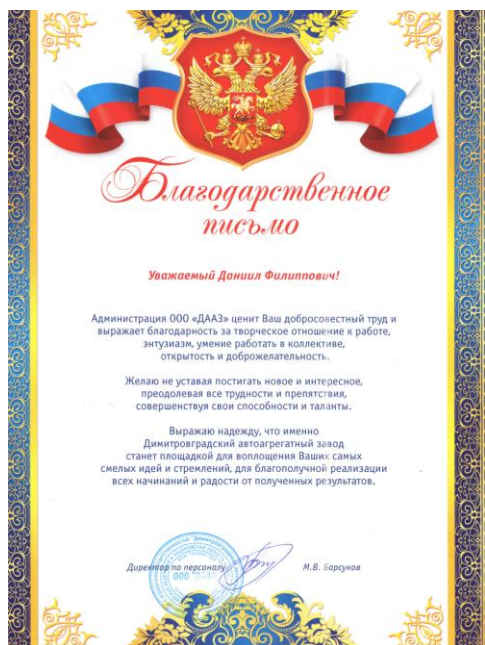 Благодарственное
письмо
Уважаемый Даниил Филиппович!
Администрация ООО «ДААЗ» ценит Ваш добросовестный труд и
выражает благодарность за творческое отношение к работе,
энтузиазм, умение работать в коллективе,
открытость и доброжелательность.
Желаю не уставая постигать новое и интересное,
преодолевая все трудности и препятствия,
совершенствуя свои способности и таланты.
Выражаю надежду, что именно
Димитровградский автоагрегатный завод
станет площадкой для воплощения Ваших самых
смелых идей и стремлений, для благополучной реализации
всех начинаний и радости от полученных результатов.
Директор по персоналу М.В. Барсуков
ООО